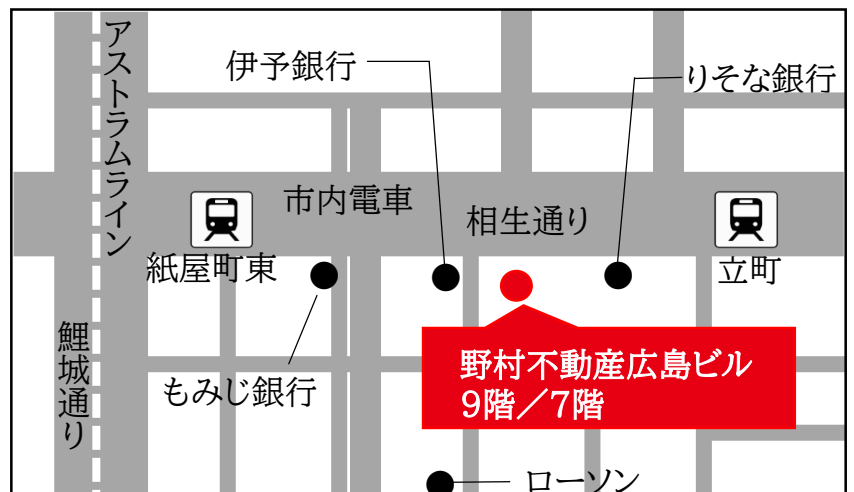 アストラムライン
伊予銀行
りそな銀行
市内電車
相生通り
紙屋町東
立町
鯉城通り
もみじ銀行
野村不動産広島ビル
9階／7階
ローソン